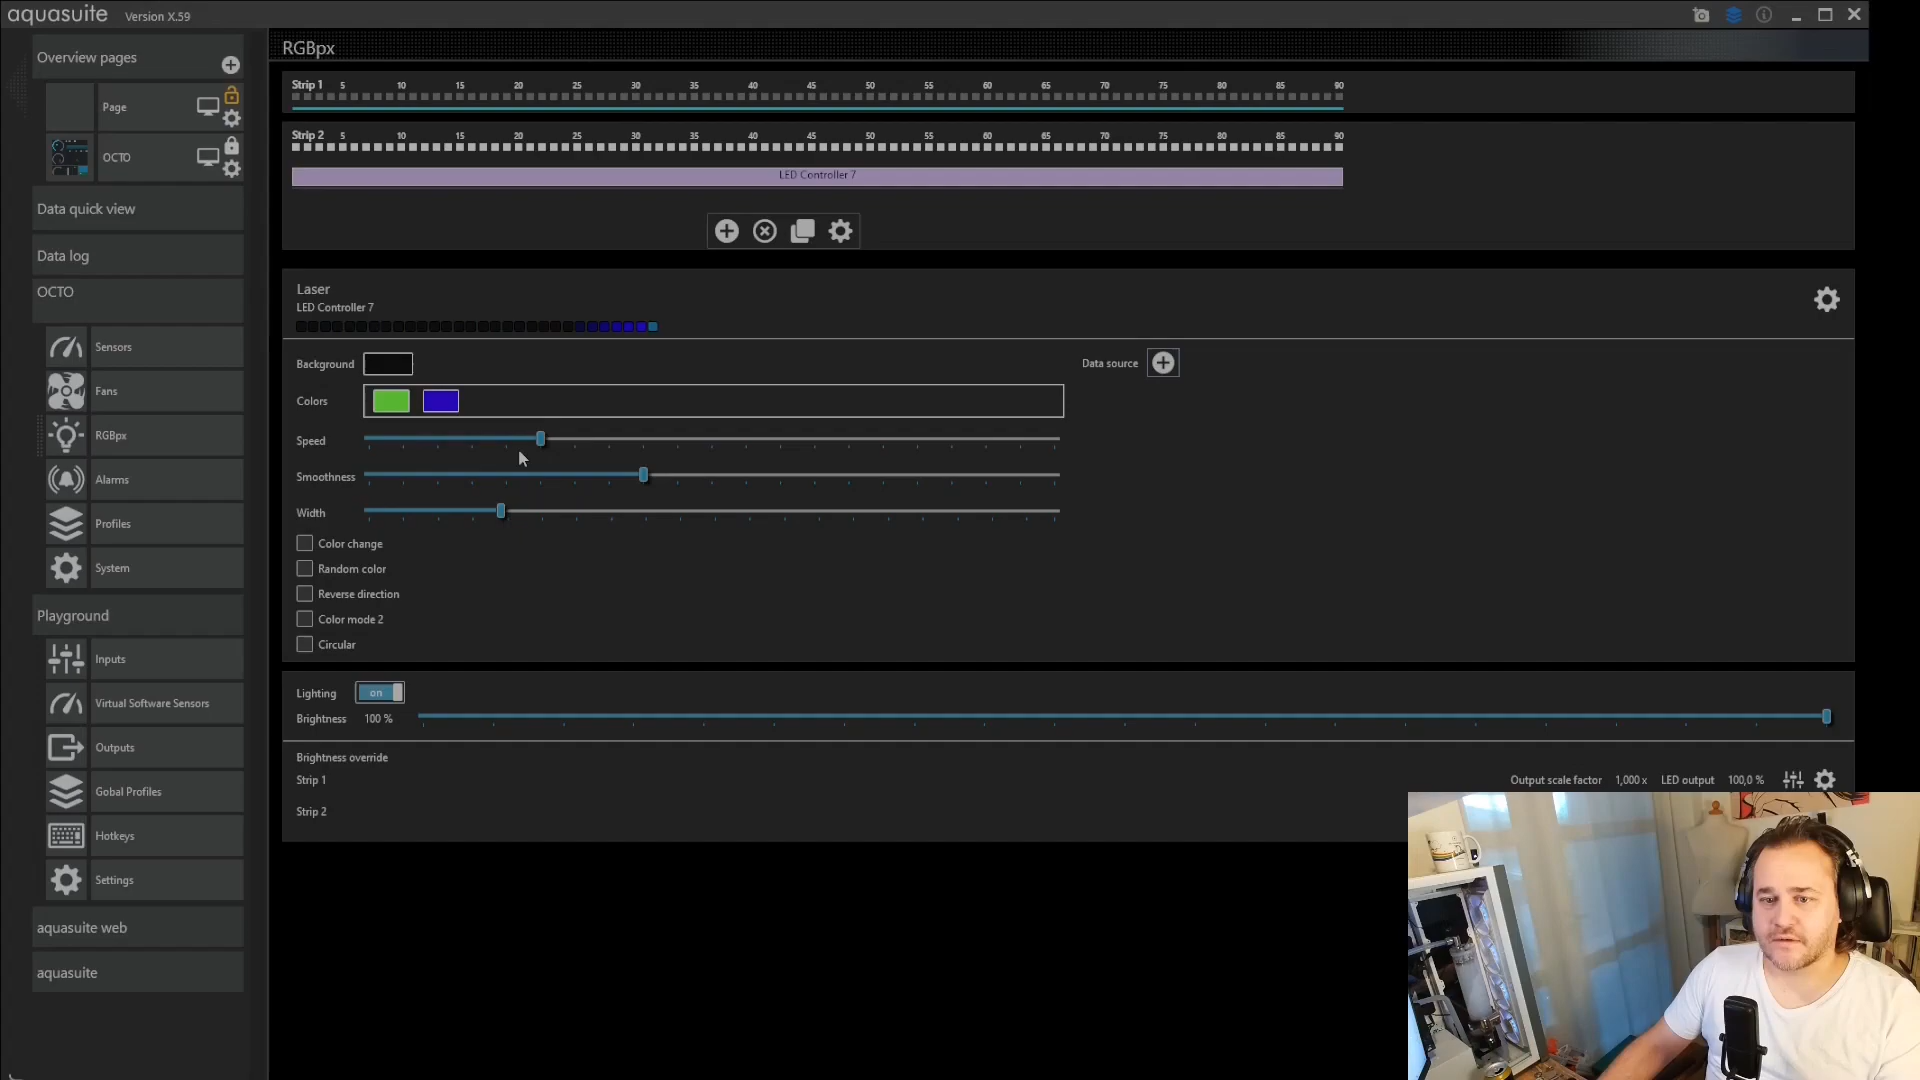 aquasuite Version X.59
Overview pages
Page
OCTO
Data quick view
Data log
OCTO
Sensors
Fans
RGBpx
Alarms
Profiles
System
Playground
Inputs
Virtual Software Sensors
Outputs
Gobal Profiles
Hotkeys
Settings
aquasuite web
aquasuite
RGBpx
Strip 1 5 10 15 20 25 30 35 40 45 50 55 60 65 70 75 80 85 90
Strip 2 5 10 15 20 25 30 35 40 45 50 55 60 65 70 75 80 85 90
LED Controller 7
Laser
LED Controller 7
Background
Data source
Colors
Speed
Smoothness
Width
Color change
Random color
Reverse direction
Color mode 2
Circular
Lighting on
Brightness 100 %
Brightness override
Strip 1 Output scale factor 1,000 x LED output 100,0 %
Strip 2